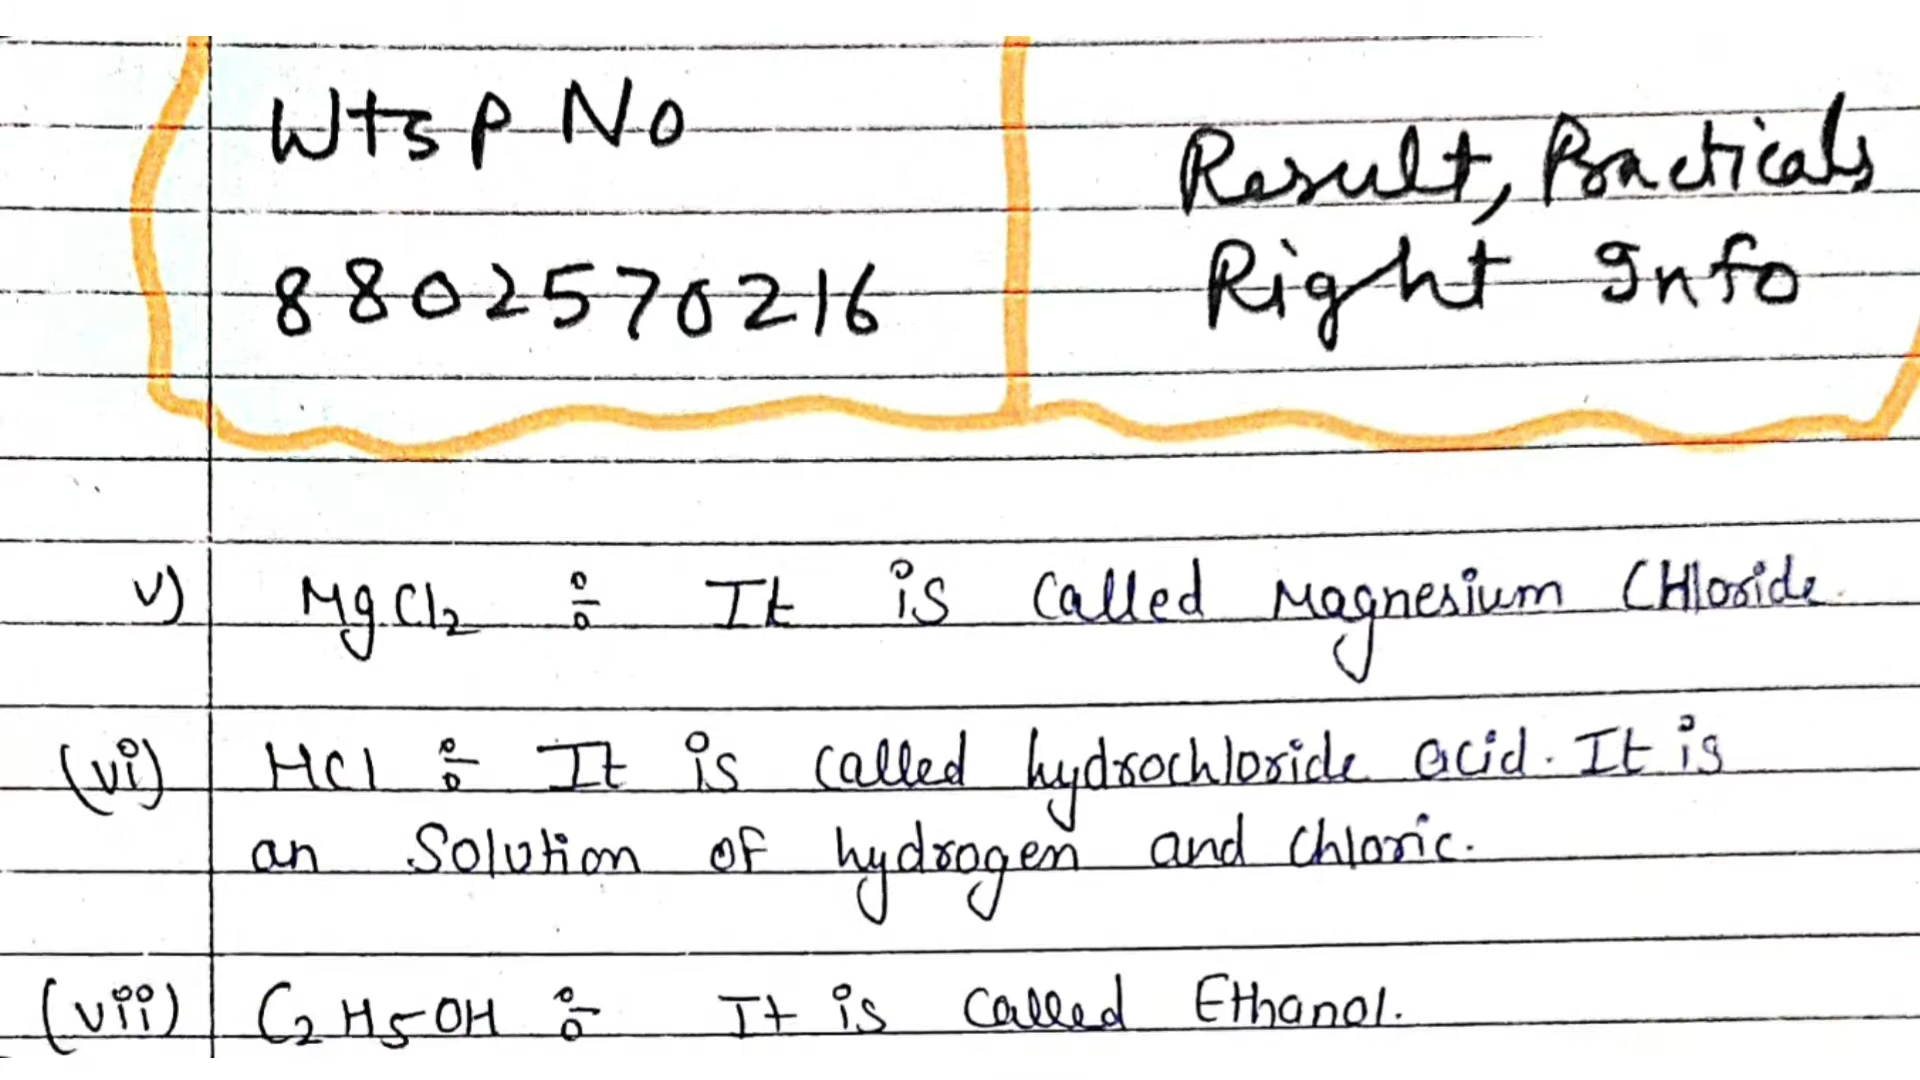 Wts P No
8802570216
Result, Practicals
Right Info
v) MgCl2 : It is called Magnesium CHloride.
(vi) HCl : It is called hydrochloride acid. It is
an Solution OF hydrogen and chloric.
(vii) C2H5OH : It is called EtHanol.